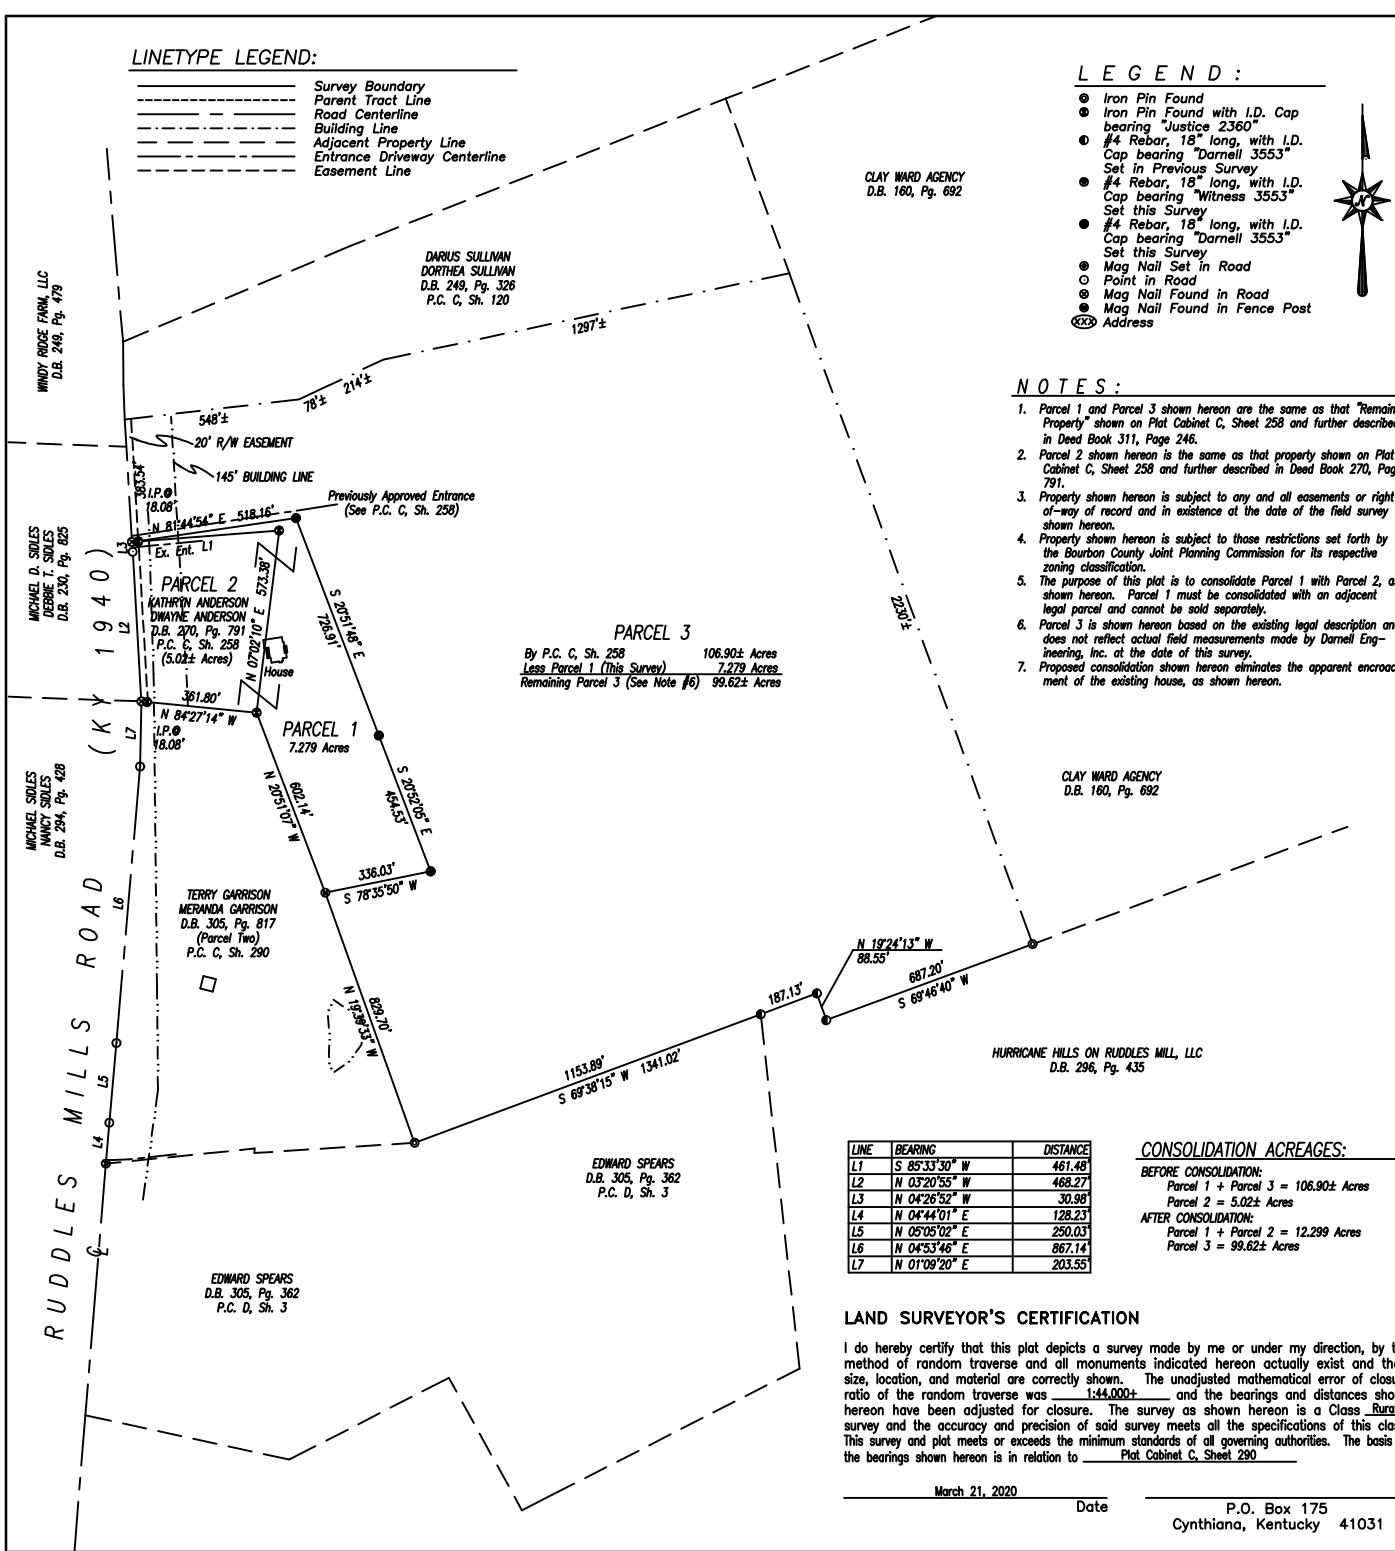 LINETYPE LEGEND:
Survey Boundary
Parent Tract Line
Road Centerline
Building Line
Adjacent Property Line
Entrance Driveway Centerline
Easement Line
LEGEND:
Iron Pin Found
Iron Pin Found with I.D. Cap
bearing "Justice 2360"
#4 Rebar, 18" long, with I.D.
Cap bearing "Darnell 3553"
Set in Previous Survey
#4 Rebar, 18" long, with I.D.
Cap bearing "Witness 3553"
Set this Survey
#4 Rebar, 18" long, with I.D.
Cap bearing "Darnell 3553"
Set this Survey
Mag Nail Set in Road
Point in Road
Mag Nail Found in Road
Mag Nail Found in Fence Post
XXX Address
N
CLAY WARD AGENCY
D.B. 160, Pg. 692
DARIUS SULLIVAN
DORTHEA SULLIVAN
D.B. 249, Pg. 326
P.C. C, Sh. 120
WINDY RIDGE FARM, LLC
D.B. 249, Pg. 479
1297'±
214'±
78'±
548'±
20' R/W EASEMENT
145' BUILDING LINE
383.54'
I.P.@
18.08'
Previously Approved Entrance
(See P.C. C, Sh. 258)
N 81°44'54" E 518.16'
Ex. Ent. L1
L3
MICHAEL D. SIDLES
DEBBIE T. SIDLES
D.B. 230, Pg. 825
PARCEL 2
KATHRYN ANDERSON
DWAYNE ANDERSON
D.B. 270, Pg. 791
P.C. C, Sh. 258
(5.02± Acres)
L2
N 07°02'10" E 573.38'
House
S 20°51'48" E
726.91'
2230'±
PARCEL 3
By P.C. C, Sh. 258 106.90± Acres
Less Parcel 1 (This Survey) 7.279 Acres
Remaining Parcel 3 (See Note #6) 99.62± Acres
361.80'
N 84°27'14" W
I.P.@
18.08'
L7
PARCEL 1
7.279 Acres
MICHAEL SIDLES
NANCY SIDLES
D.B. 294, Pg. 428
602.14'
N 20°51'07" W
S 20°52'05" E
454.53'
336.03'
S 78°35'50" W
TERRY GARRISON
MERANDA GARRISON
D.B. 305, Pg. 817
(Parcel Two)
P.C. C, Sh. 290
L6
829.70'
N 19°39'33" W
L5
L4
RUDDLES MILLS ROAD (KY 1940)
NOTES:
1. Parcel 1 and Parcel 3 shown hereon are the same as that "Remain
Property" shown on Plat Cabinet C, Sheet 258 and further describe
in Deed Book 311, Page 246.
2. Parcel 2 shown hereon is the same as that property shown on Plat
Cabinet C, Sheet 258 and further described in Deed Book 270, Pag
791.
3. Property shown hereon is subject to any and all easements or right
of-way of record and in existence at the date of the field survey
shown hereon.
4. Property shown hereon is subject to those restrictions set forth by
the Bourbon County Joint Planning Commission for its respective
zoning classification.
5. The purpose of this plat is to consolidate Parcel 1 with Parcel 2, a
shown hereon. Parcel 1 must be consolidated with an adjacent
legal parcel and cannot be sold separately.
6. Parcel 3 is shown hereon based on the existing legal description an
does not reflect actual field measurements made by Darnell Eng-
ineering, Inc. at the date of this survey.
7. Proposed consolidation shown hereon elminates the apparent encroac
ment of the existing house, as shown hereon.
CLAY WARD AGENCY
D.B. 160, Pg. 692
N 19°24'13" W
88.55'
187.13'
687.20'
S 69°46'40" W
1153.89'
S 69°38'15" W 1341.02'
HURRICANE HILLS ON RUDDLES MILL, LLC
D.B. 296, Pg. 435
EDWARD SPEARS
D.B. 305, Pg. 362
P.C. D, Sh. 3
EDWARD SPEARS
D.B. 305, Pg. 362
P.C. D, Sh. 3
LINE BEARING DISTANCE
L1 S 85°33'30" W 461.48'
L2 N 03°20'55" W 468.27'
L3 N 04°26'52" W 30.98'
L4 N 04°44'01" E 128.23'
L5 N 05°05'02" E 250.03'
L6 N 04°53'46" E 867.14'
L7 N 01°09'20" E 203.55'
CONSOLIDATION ACREAGES:
BEFORE CONSOLIDATION:
Parcel 1 + Parcel 3 = 106.90± Acres
Parcel 2 = 5.02± Acres
AFTER CONSOLIDATION:
Parcel 1 + Parcel 2 = 12.299 Acres
Parcel 3 = 99.62± Acres
LAND SURVEYOR'S CERTIFICATION
I do hereby certify that this plat depicts a survey made by me or under my direction, by t
method of random traverse and all monuments indicated hereon actually exist and the
size, location, and material are correctly shown. The unadjusted mathematical error of closu
ratio of the random traverse was 1:44,000+ and the bearings and distances sho
hereon have been adjusted for closure. The survey as shown hereon is a Class Rura
survey and the accuracy and precision of said survey meets all the specifications of this clas
This survey and plat meets or exceeds the minimum standards of all governing authorities. The basis
the bearings shown hereon is in relation to Plat Cabinet C, Sheet 290
March 21, 2020
Date
P.O. Box 175
Cynthiana, Kentucky 41031